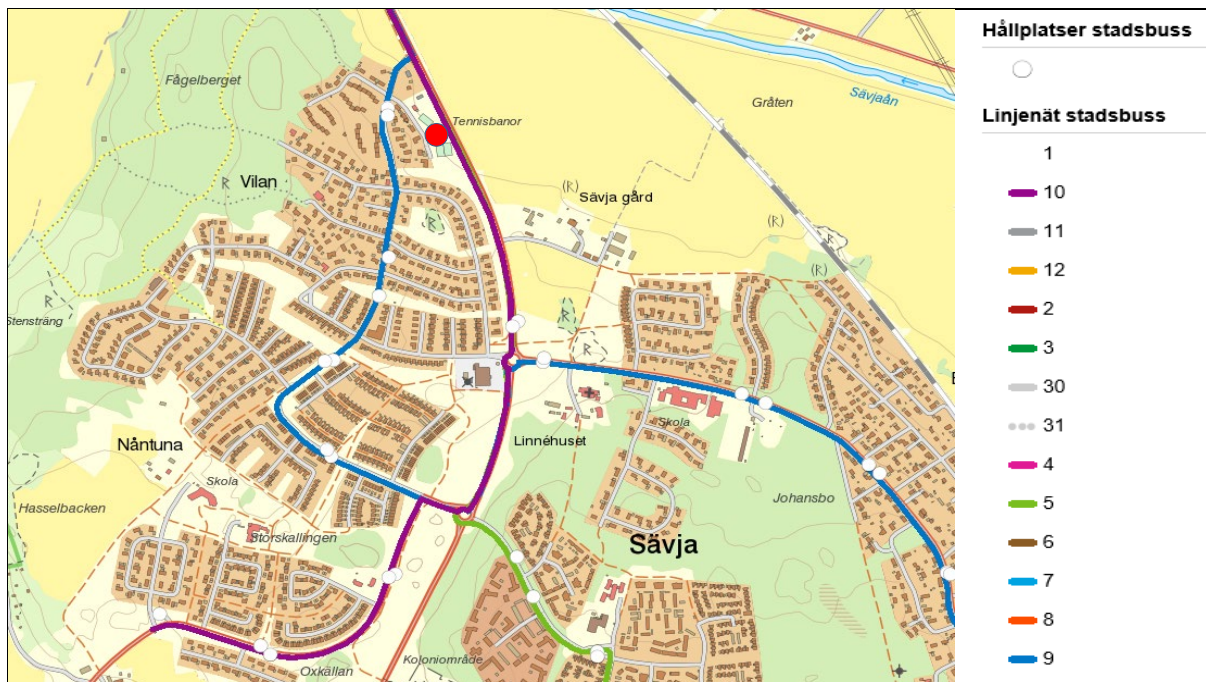 Fågelberget
Tennisbanor
Gråten
Sävjaån
Vilan
Sävja gård
(R)
(R)
(R)
R
R
R
R
R
Stensträng
Linnéhuset
Skola
Nåntuna
Skola
Hasselbacken
Storskallingen
Johansbo
Sävja
Koloniområde
Oxkällan
Hållplatser stadsbuss
Linjenät stadsbuss
1
10
11
12
2
3
30
31
4
5
6
7
8
9